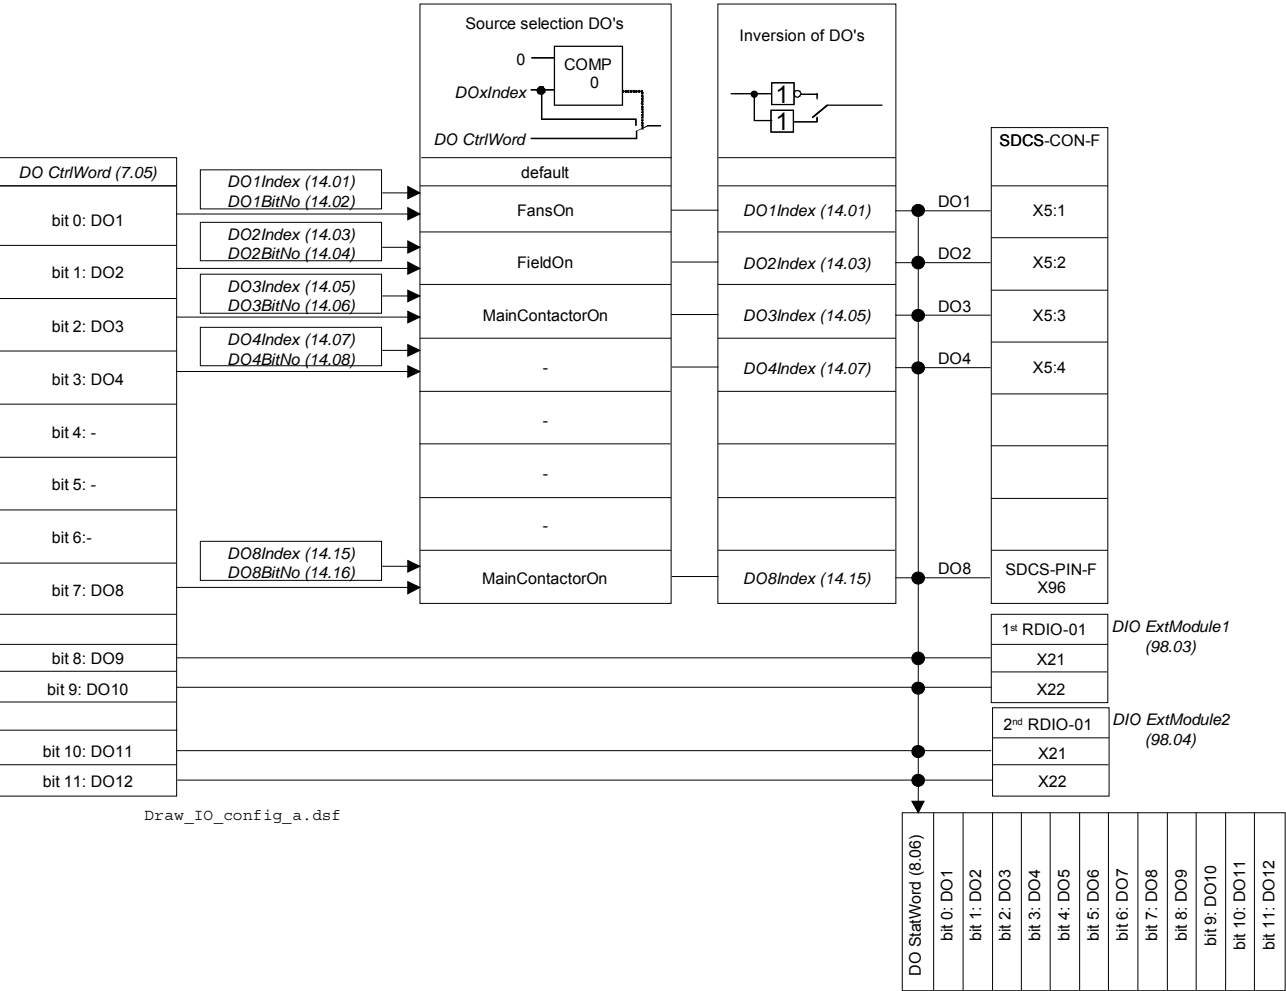 Source selection DO's
0
COMP
0
DOxIndex
DO CtrlWord
Inversion of DO's
1
1
SDCS-CON-F
DO CtrlWord (7.05)
default
DO1Index (14.01)
DO1BitNo (14.02)
bit 0: DO1
FansOn
DO1Index (14.01)
DO1
X5:1
DO2Index (14.03)
DO2BitNo (14.04)
bit 1: DO2
FieldOn
DO2Index (14.03)
DO2
X5:2
DO3Index (14.05)
DO3BitNo (14.06)
bit 2: DO3
MainContactorOn
DO3Index (14.05)
DO3
X5:3
DO4Index (14.07)
DO4BitNo (14.08)
bit 3: DO4
-
DO4Index (14.07)
DO4
X5:4
bit 4: -
-
bit 5: -
-
bit 6:-
-
DO8Index (14.15)
DO8BitNo (14.16)
bit 7: DO8
MainContactorOn
DO8Index (14.15)
DO8
SDCS-PIN-F
X96
1st RDIO-01
DIO ExtModule1
(98.03)
bit 8: DO9
X21
bit 9: DO10
X22
2nd RDIO-01
DIO ExtModule2
(98.04)
bit 10: DO11
X21
bit 11: DO12
X22
Draw_IO_config_a.dsf
DO StatWord (8.06)
bit 0: DO1
bit 1: DO2
bit 2: DO3
bit 3: DO4
bit 4: DO5
bit 5: DO6
bit 6: DO7
bit 7: DO8
bit 8: DO9
bit 9: DO10
bit 10: DO11
bit 11: DO12